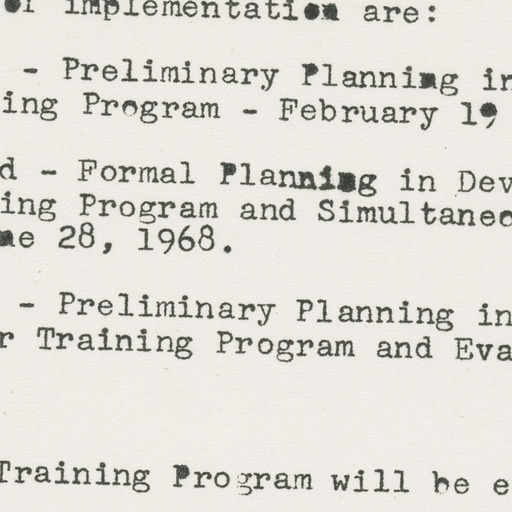 of implementation are:
- Preliminary Planning in
ing Program - February 19
d - Formal Planning in Dev
ing Program and Simultaneo
ne 28, 1968.
- Preliminary Planning in
r Training Program and Eva
Training Program will be e